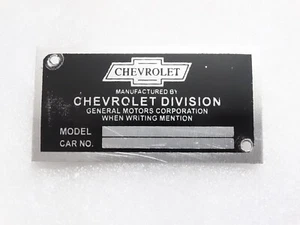 CHEVROLET
MANUFACTURED BY
CHEVROLET DIVISION
GENERAL MOTORS CORPORATION
WHEN WRITING MENTION
MODEL
CAR NO.